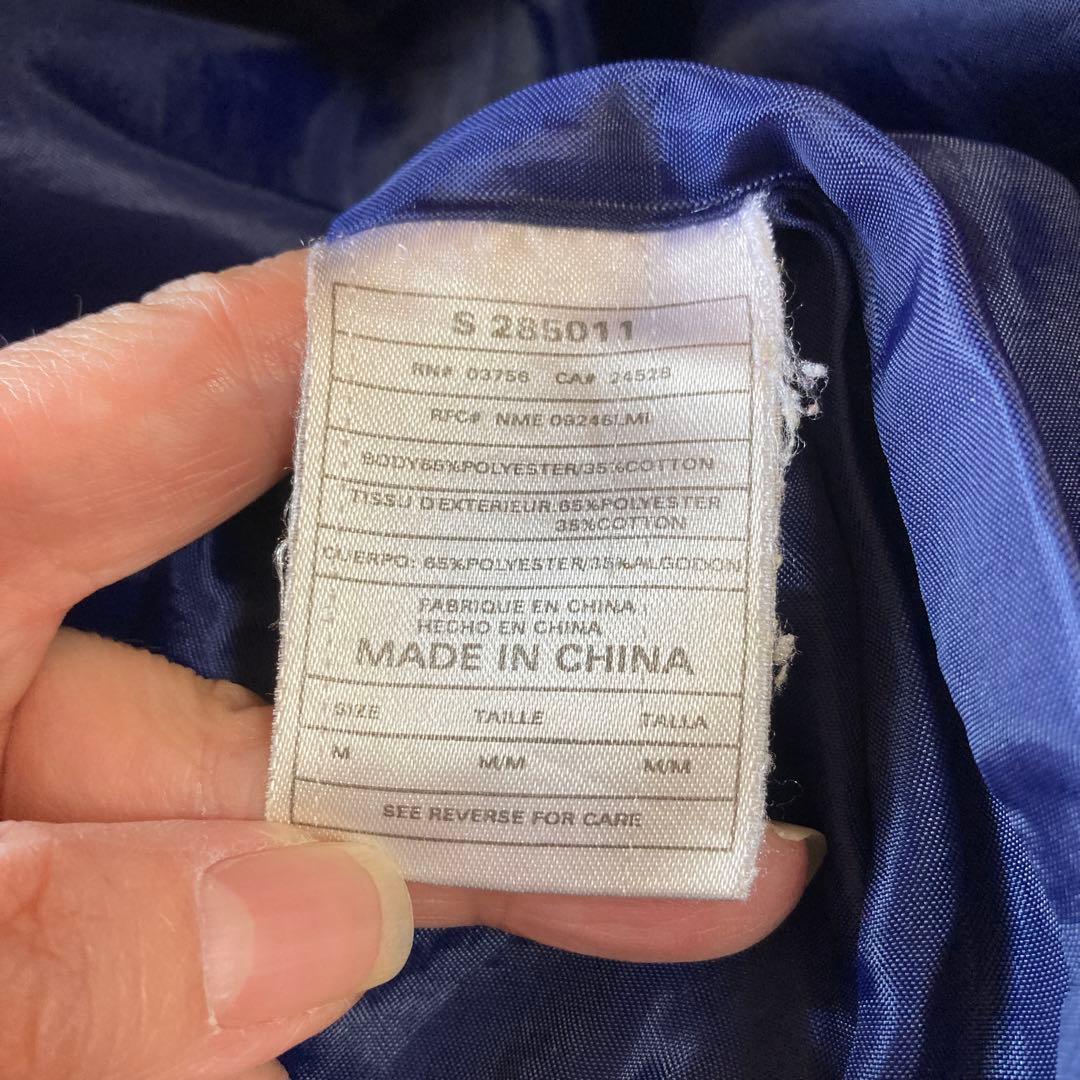 S 285011
RN# 03756 CA# 24528
RFC# NME
BODY65%POLYESTER/35%COTTON
TISSU D'EXTERIEUR.65%POLYESTER
35%COTTON
CUERPO: 65%POLYESTER/35%ALGODON
FABRIQUE EN CHINA
HECHO EN CHINA
MADE IN CHINA
SIZE TAILLE TALLA
M M/M M/M
SEE REVERSE FOR CARE